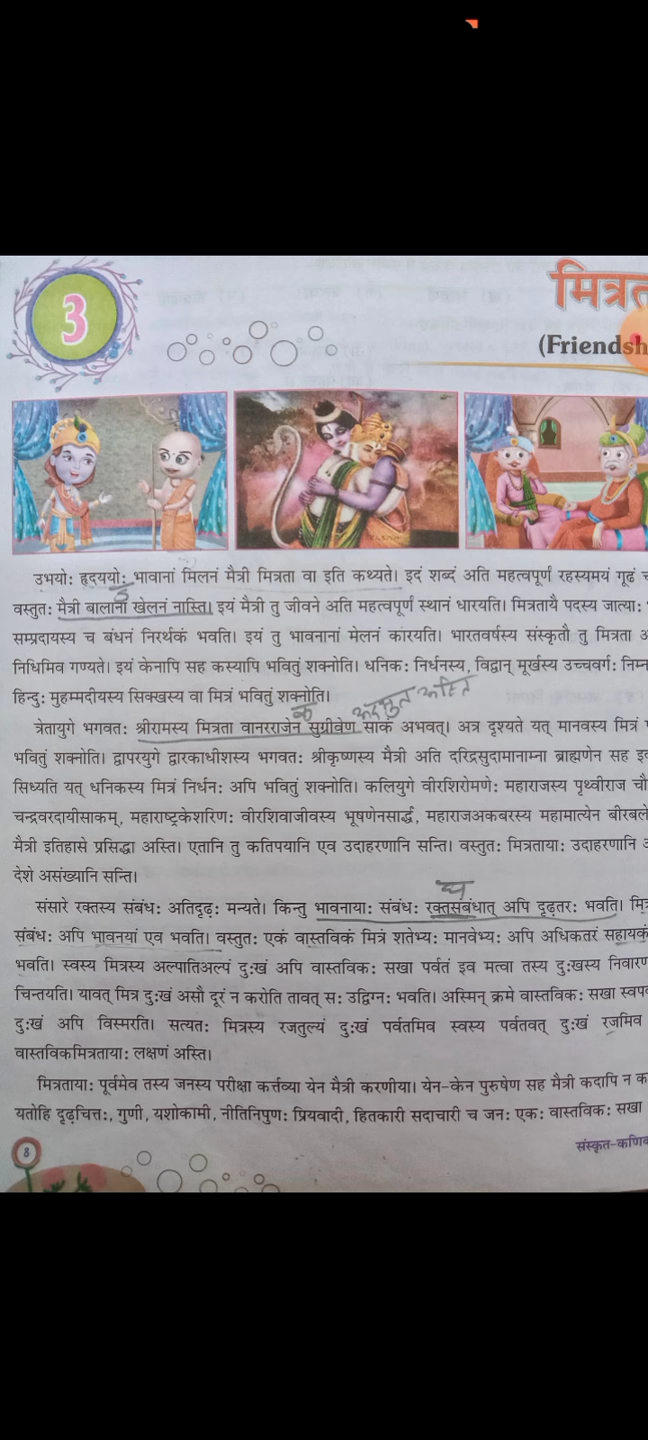 3
मित्रत
(Friendsh
उभयोः हृदययोः भावानां मिलनं मैत्री मित्रता वा इति कथ्यते। इदं शब्दं अति महत्वपूर्णं रहस्यमयं गूढं
वस्तुतः मैत्री बालानां खेलनं नास्ति। इयं मैत्री तु जीवने अति महत्वपूर्णं स्थानं धारयति। मित्रतायै पदस्य जात्याः
सम्प्रदायस्य च बंधनं निरर्थकं भवति। इयं तु भावनानां मेलनं कारयति। भारतवर्षस्य संस्कृतौ तु मित्रता
निधिमिव गण्यते। इयं केनापि सह कस्यापि भवितुं शक्नोति। धनिकः निर्धनस्य, विद्वान् मूर्खस्य उच्चवर्गः निम्न
हिन्दुः मुहम्मदीयस्य सिक्खस्य वा मित्रं भवितुं शक्नोति।
क
त्रेतायुगे भगवतः श्रीरामस्य मित्रता वानरराजेन सुग्रीवेण साकं अभवत्। अत्र दृश्यते यत् मानवस्य मित्रं
भवितुं शक्नोति। द्वापरयुगे द्वारकाधीशस्य भगवतः श्रीकृष्णस्य मैत्री अति दरिद्रसुदामानाम्ना ब्राह्मणेन सह
सिध्यति यत् धनिकस्य मित्रं निर्धनः अपि भवितुं शक्नोति। कलियुगे वीरशिरोमणेः महाराजस्य पृथ्वीराज चौ
चन्द्रवरदायीसाकम्, महाराष्ट्रकेशरिणः वीरशिवाजीवस्य भूषणेनसार्द्धं, महाराजअकबरस्य महामात्येन बीरबले
मैत्री इतिहासे प्रसिद्धा अस्ति। एतानि तु कतिपयानि एव उदाहरणानि सन्ति। वस्तुतः मित्रतायाः उदाहरणानि
देशे असंख्यानि सन्ति।
घ
संसारे रक्तस्य संबंधः अतिदृढ़ः मन्यते। किन्तु भावनायाः संबंधः रक्तसंबंधात् अपि दृढ़तरः भवति। मित्र
संबंधः अपि भावनयां एव भवति। वस्तुतः एकं वास्तविकं मित्रं शतेभ्यः मानवेभ्यः अपि अधिकतरं सहायकं
भवति। स्वस्य मित्रस्य अल्पातिअल्पं दुःखं अपि वास्तविकः सखा पर्वतं इव मत्वा तस्य दुःखस्य निवारण
चिन्तयति। यावत् मित्र दुःखं असौ दूरं न करोति तावत् सः उद्विग्नः भवति। अस्मिन् क्रमे वास्तविकः सखा स्वपर्व
दुःखं अपि विस्मरति। सत्यतः मित्रस्य रजतुल्यं दुःखं पर्वतमिव स्वस्य पर्वतवत् दुःखं रजमिव
वास्तविकमित्रतायाः लक्षणं अस्ति।
मित्रतायाः पूर्वमेव तस्य जनस्य परीक्षा कर्त्तव्या येन मैत्री करणीया। येन-केन पुरुषेण सह मैत्री कदापि न क
यतोहि दृढ़चित्तः, गुणी, यशोकामी, नीतिनिपुणः प्रियवादी, हितकारी सदाचारी च जनः एकः वास्तविकः सखा
8
संस्कृत-कणि